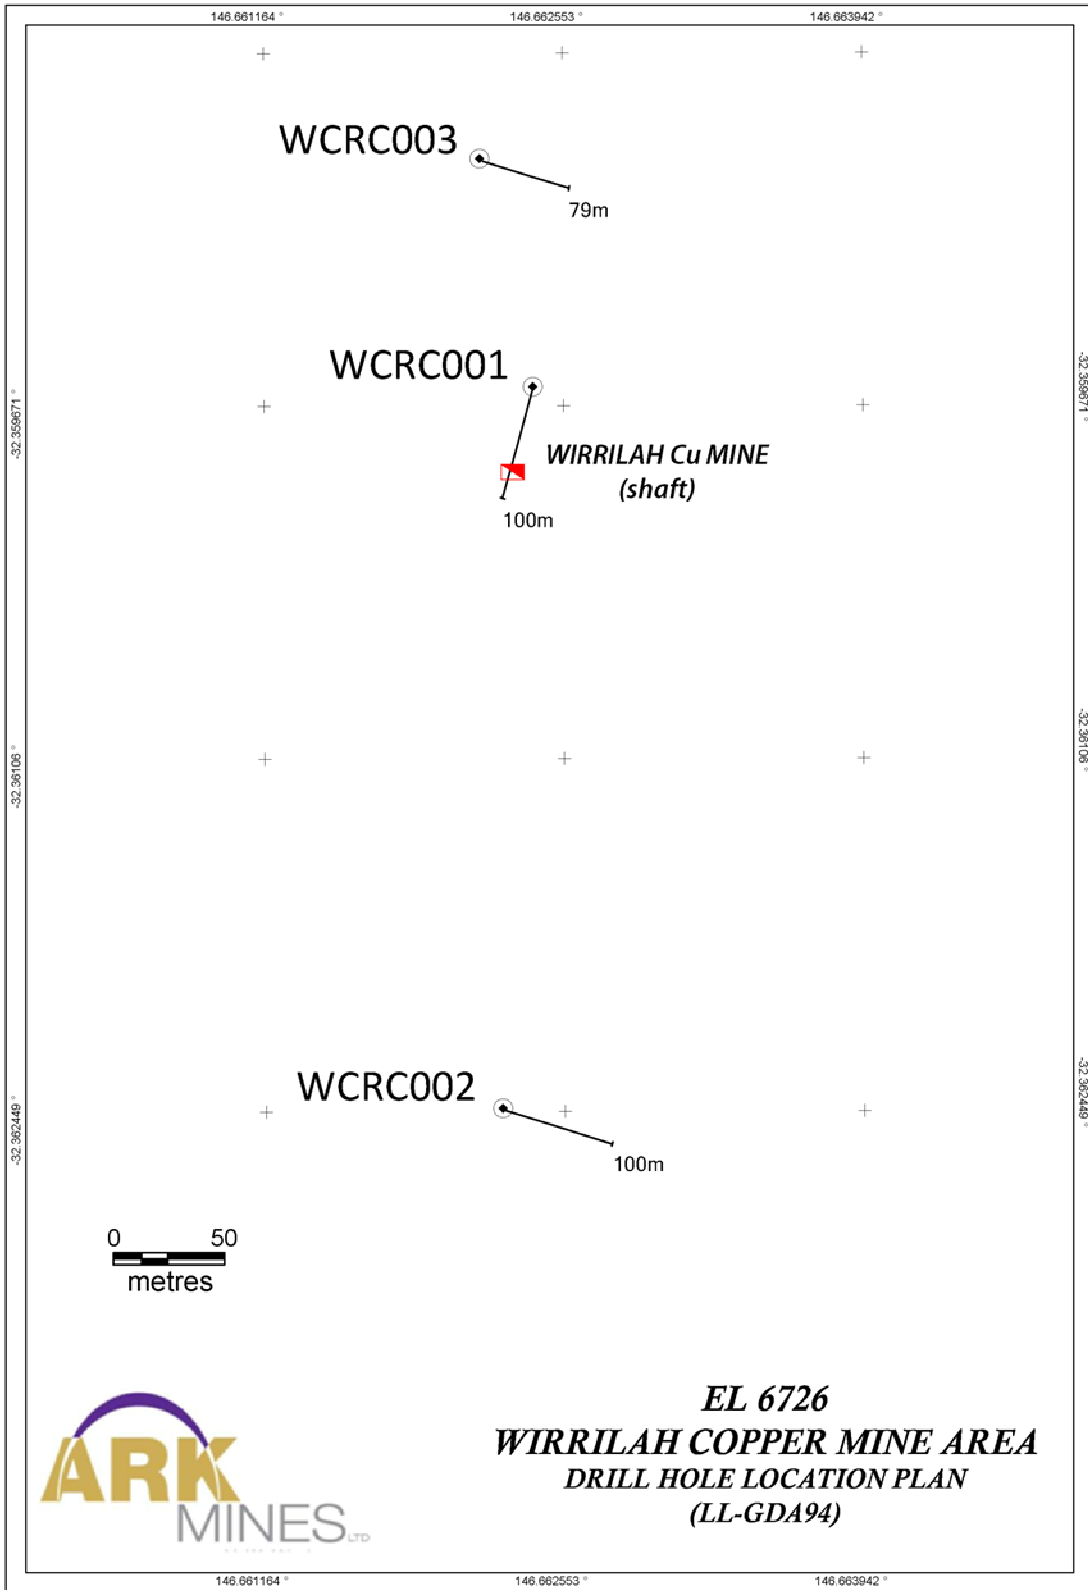 146.661164 °
146.662553 °
146.663942 °
WCRC003
79m
WCRC001
-32.359671 °
-32.359671 °
WIRRILAH Cu MINE
(shaft)
100m
-32.36106 °
-32.36106 °
WCRC002
-32.362449 °
-32.362449 °
100m
0 50
metres
ARK
MINES LTD
EL 6726
WIRRILAH COPPER MINE AREA
DRILL HOLE LOCATION PLAN
(LL-GDA94)
146.661164 °
146.662553 °
146.663942 °